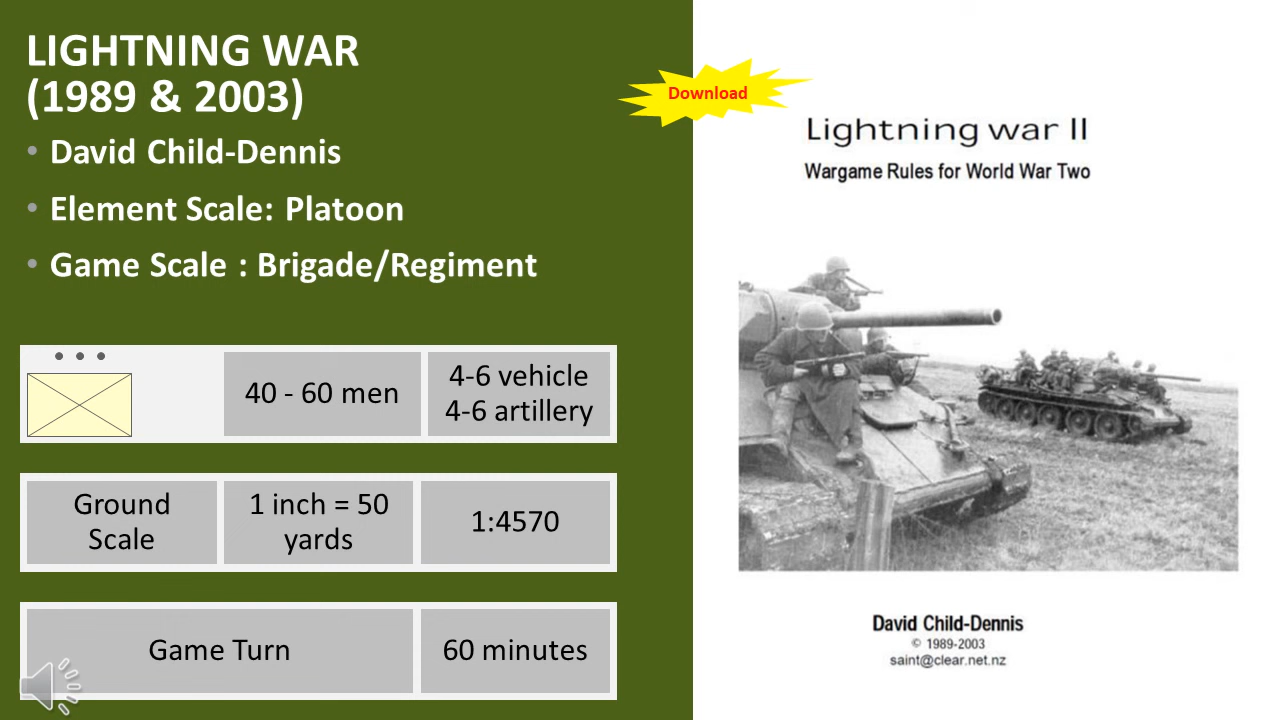 LIGHTNING WAR
(1989 & 2003)
• David Child-Dennis
• Element Scale: Platoon
• Game Scale : Brigade/Regiment
40 - 60 men
4-6 vehicle
4-6 artillery
Ground
Scale
1 inch = 50
yards
1:4570
Game Turn
60 minutes
Download
Lightning war II
Wargame Rules for World War Two
David Child-Dennis
© 1989-2003
saint@clear.net.nz